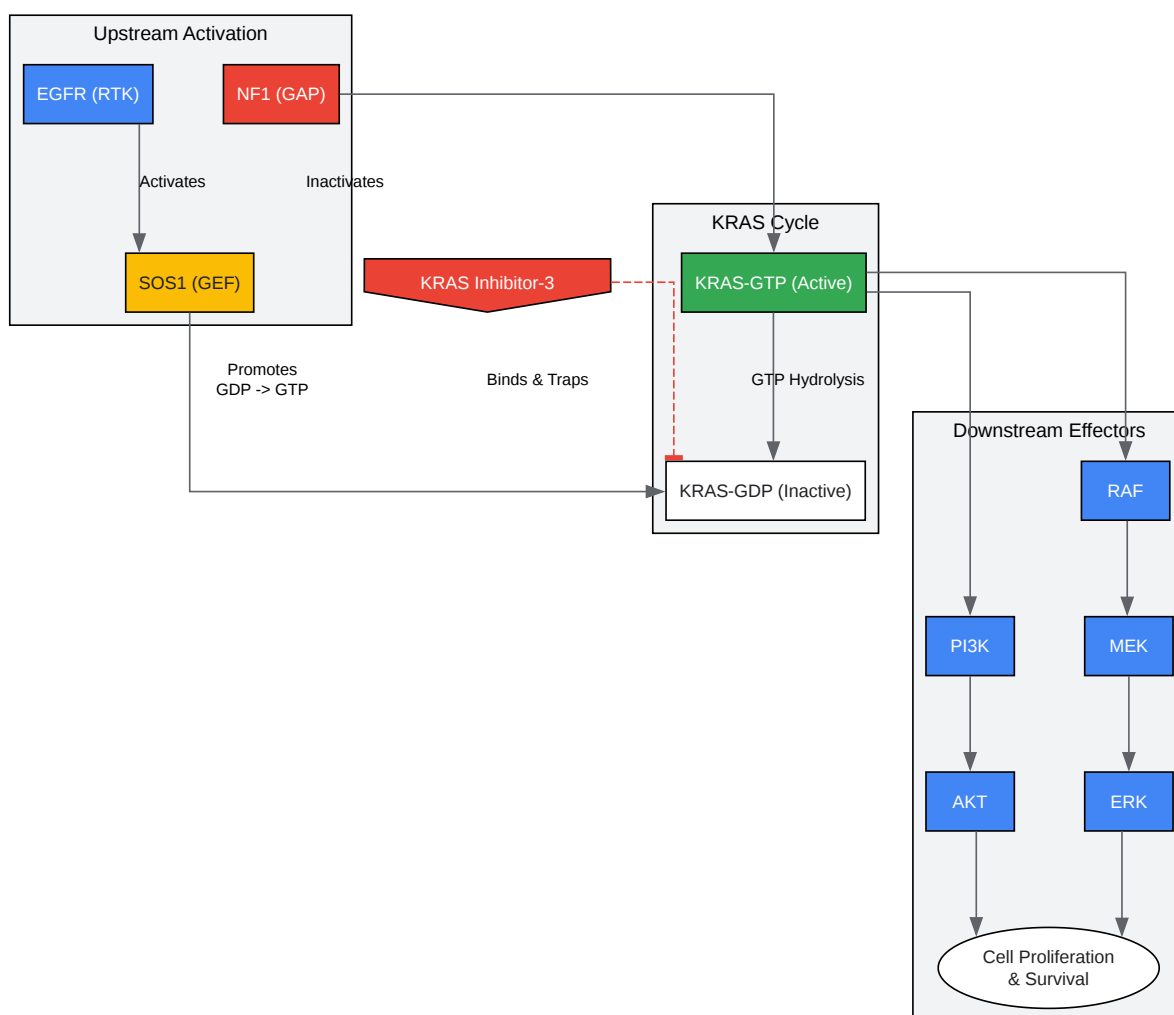 Upstream Activation
EGFR (RTK)
NF1 (GAP)
Activates
Inactivates
SOS1 (GEF)
Promotes
GDP -> GTP
KRAS Inhibitor-3
Binds & Traps
KRAS Cycle
KRAS-GTP (Active)
GTP Hydrolysis
KRAS-GDP (Inactive)
Downstream Effectors
RAF
PI3K
MEK
AKT
ERK
Cell Proliferation
& Survival